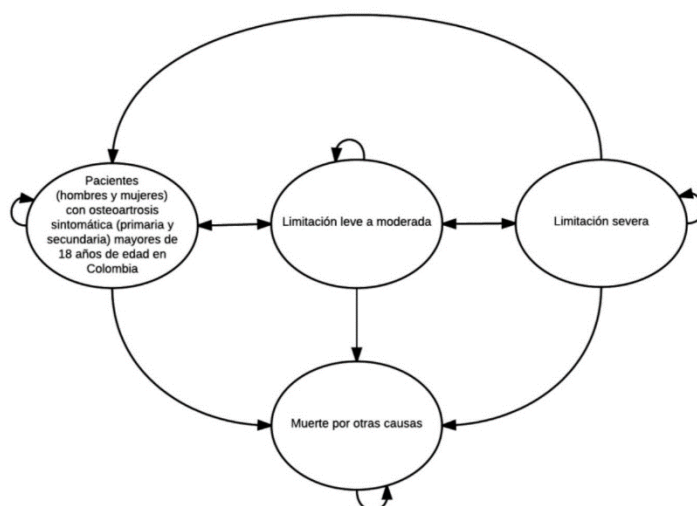 Pacientes
(hombres y mujeres)
con osteoartrosis
sintomática (primaria y
secundaria) mayores de
18 años de edad en
Colombia
Limitación leve a moderada
Limitación severa
Muerte por otras causas